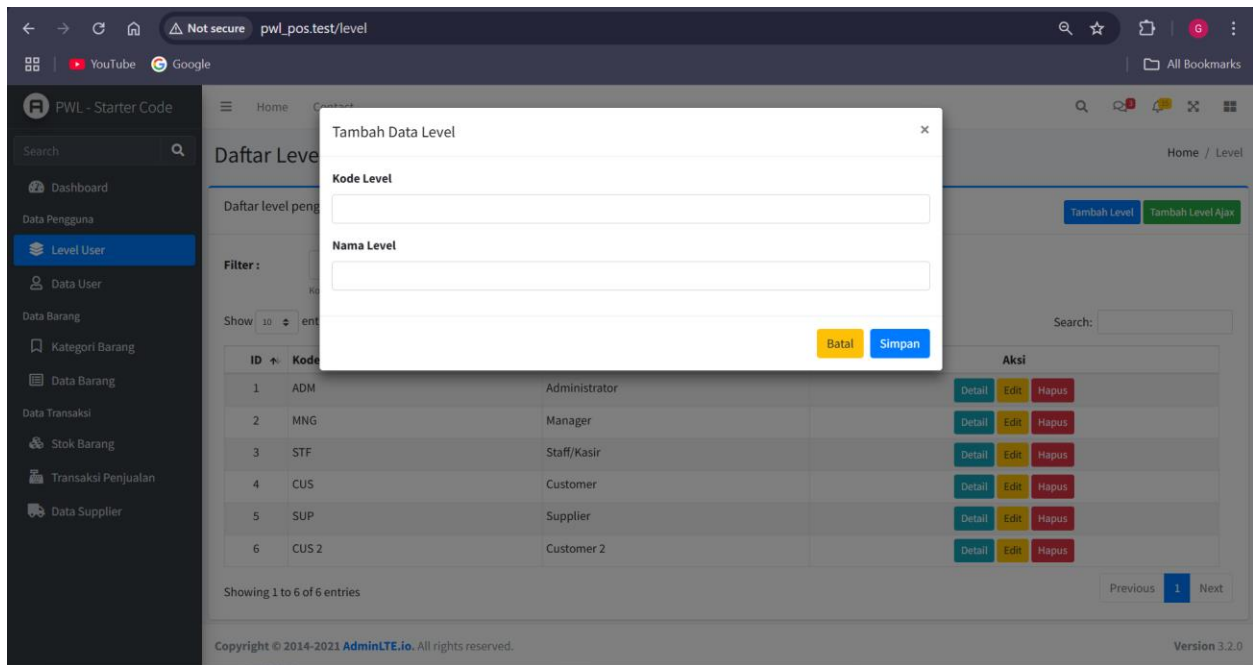 Not secure pwl_pos.test/level
G
YouTube Google All Bookmarks
PWL - Starter Code
Home Contact
Search
Dashboard
Data Pengguna
Level User
Data User
Data Barang
Kategori Barang
Data Barang
Data Transaksi
Stok Barang
Transaksi Penjualan
Data Supplier
Tambah Data Level ×
Kode Level
Nama Level
Batal Simpan
Daftar Leve
Home / Level
Daftar level peng
Tambah Level Tambah Level Ajax
Filter :
Ko
Show 10 ent
Search:
ID Kode Aksi
1 ADM Administrator Detail Edit Hapus
2 MNG Manager Detail Edit Hapus
3 STF Staff/Kasir Detail Edit Hapus
4 CUS Customer Detail Edit Hapus
5 SUP Supplier Detail Edit Hapus
6 CUS 2 Customer 2 Detail Edit Hapus
Showing 1 to 6 of 6 entries
Previous 1 Next
Copyright © 2014-2021 AdminLTE.io. All rights reserved.
Version 3.2.0